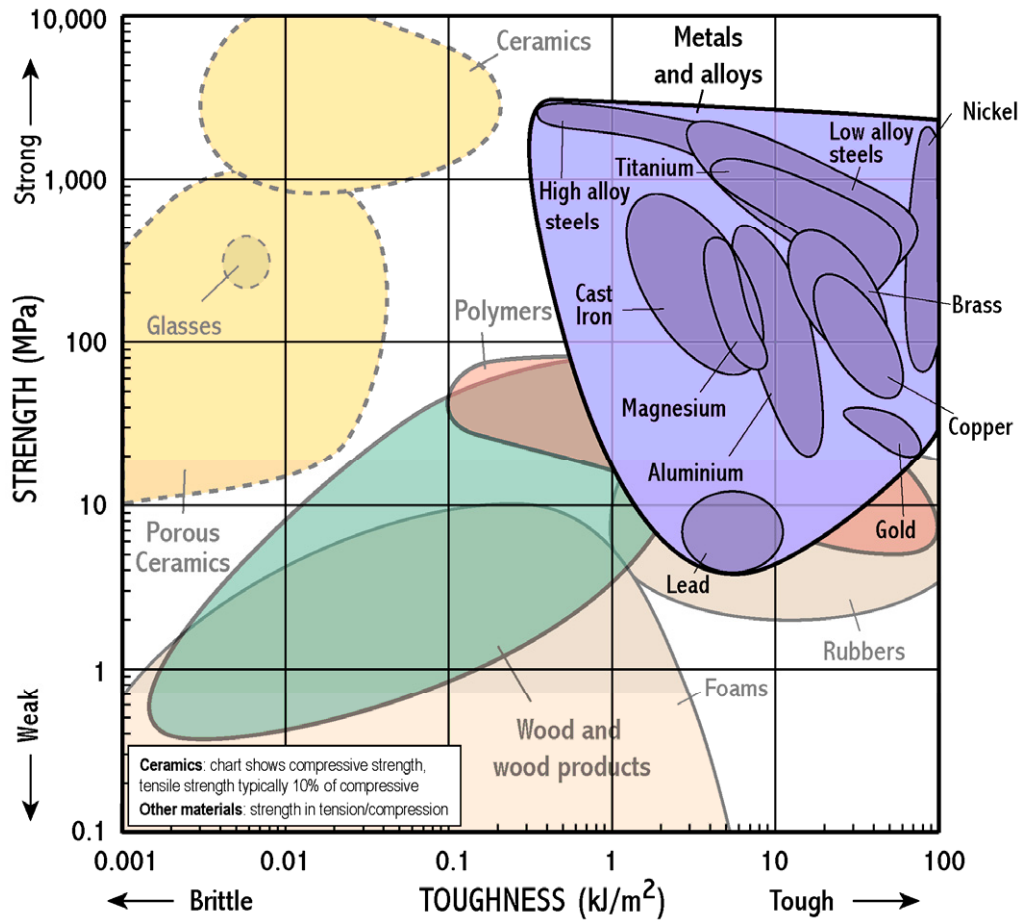 10,000
Ceramics
Metals
and alloys
Nickel
Low alloy
steels
Strong
1,000
Titanium
High alloy
steels
Cast
Iron
Brass
Glasses
Polymers
STRENGTH (MPa)
100
Magnesium
Copper
Aluminium
10
Porous
Ceramics
Gold
Lead
Rubbers
1
Foams
Weak
Wood and
wood products
Ceramics: chart shows compressive strength,
tensile strength typically 10% of compressive
Other materials: strength in tension/compression
0.1
0.001
0.01
0.1
1
10
100
Brittle
TOUGHNESS (kJ/m²)
Tough